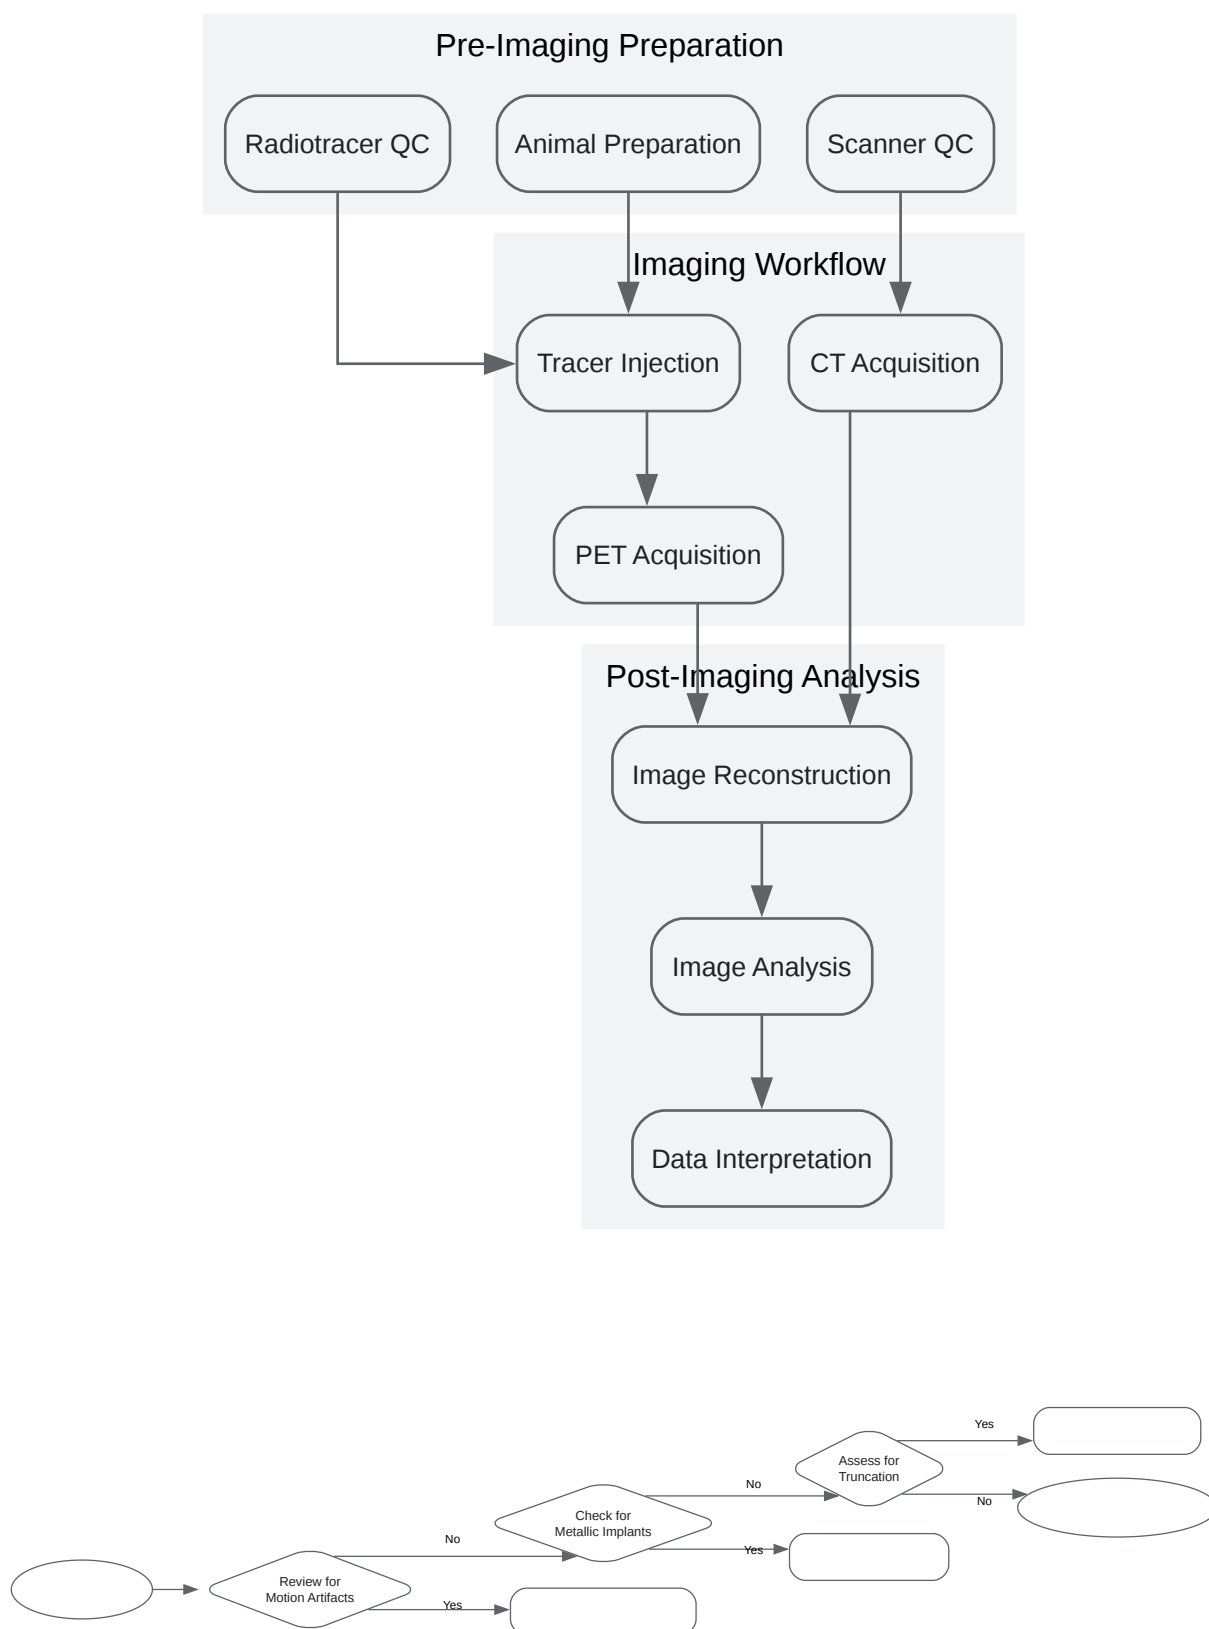 Pre-Imaging Preparation
Radiotracer QC
Animal Preparation
Scanner QC
Imaging Workflow
Tracer Injection
CT Acquisition
PET Acquisition
Post-Imaging Analysis
Image Reconstruction
Image Analysis
Data Interpretation
Yes
Assess for
Truncation
No
No
Check for
Metallic Implants
Yes
No
Review for
Motion Artifacts
Yes